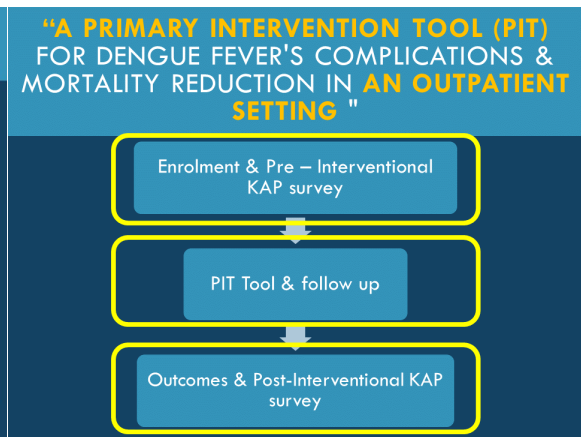 “A PRIMARY INTERVENTION TOOL (PIT)
FOR DENGUE FEVER'S COMPLICATIONS &
MORTALITY REDUCTION IN AN OUTPATIENT
SETTING "
Enrolment & Pre – Interventional
KAP survey
PIT Tool & follow up
Outcomes & Post-Interventional KAP
survey